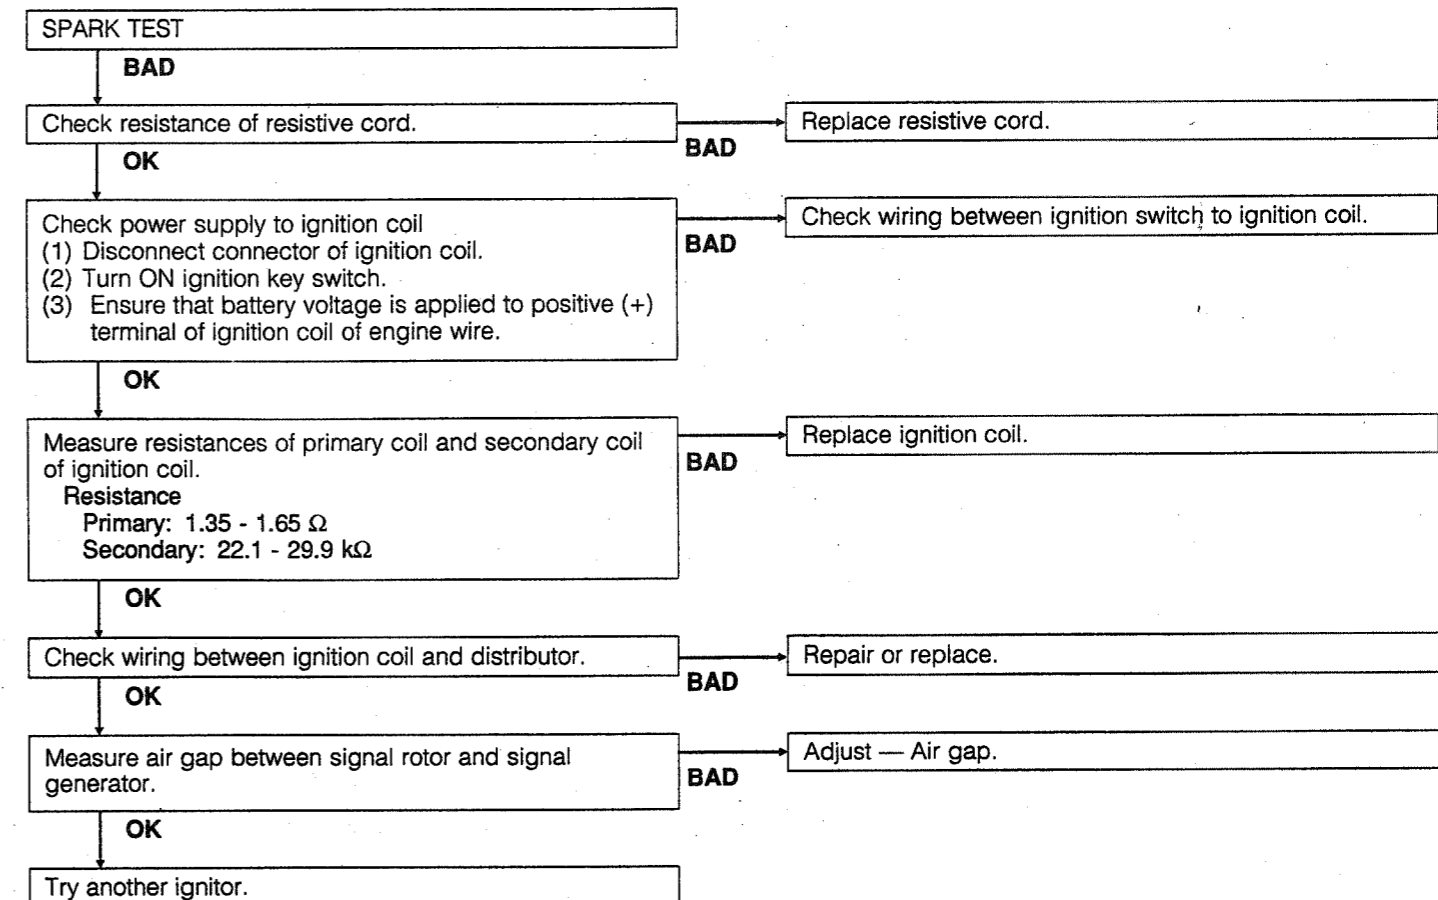 SPARK TEST
BAD
Check resistance of resistive cord.
BAD
Replace resistive cord.
OK
Check power supply to ignition coil
(1) Disconnect connector of ignition coil.
(2) Turn ON ignition key switch.
(3) Ensure that battery voltage is applied to positive (+)
terminal of ignition coil of engine wire.
BAD
Check wiring between ignition switch to ignition coil.
OK
Measure resistances of primary coil and secondary coil
of ignition coil.
Resistance
Primary: 1.35 - 1.65 Ω
Secondary: 22.1 - 29.9 kΩ
BAD
Replace ignition coil.
OK
Check wiring between ignition coil and distributor.
BAD
Repair or replace.
OK
Measure air gap between signal rotor and signal
generator.
BAD
Adjust — Air gap.
OK
Try another ignitor.